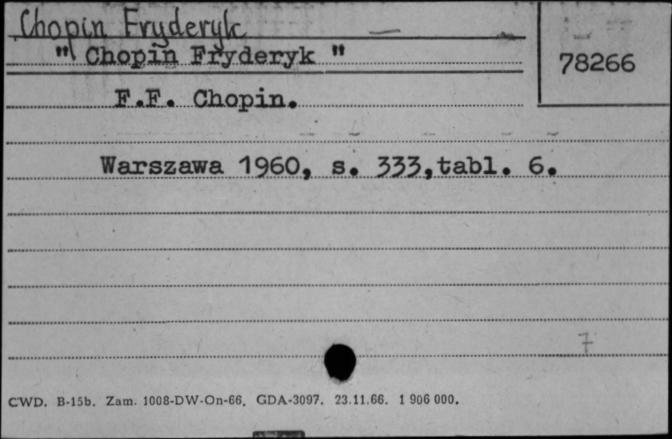 Chopin Fryderyk
" Chopin Fryderyk "
78266
F.F. Chopin.
Warszawa 1960, s. 333,tabl. 6.
7
CWD. B-15b. Zam. 1008-DW-On-66. GDA-3097. 23.11.66. 1 906 000.